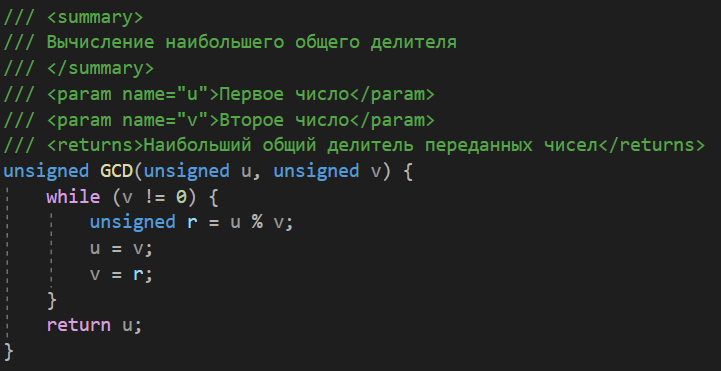 /// <summary>
/// Вычисление наибольшего общего делителя
/// </summary>
/// <param name="u">Первое число</param>
/// <param name="v">Второе число</param>
/// <returns>Наибольший общий делитель переданных чисел</returns>
unsigned GCD(unsigned u, unsigned v) {
    while (v != 0) {
        unsigned r = u % v;
        u = v;
        v = r;
    }
    return u;
}